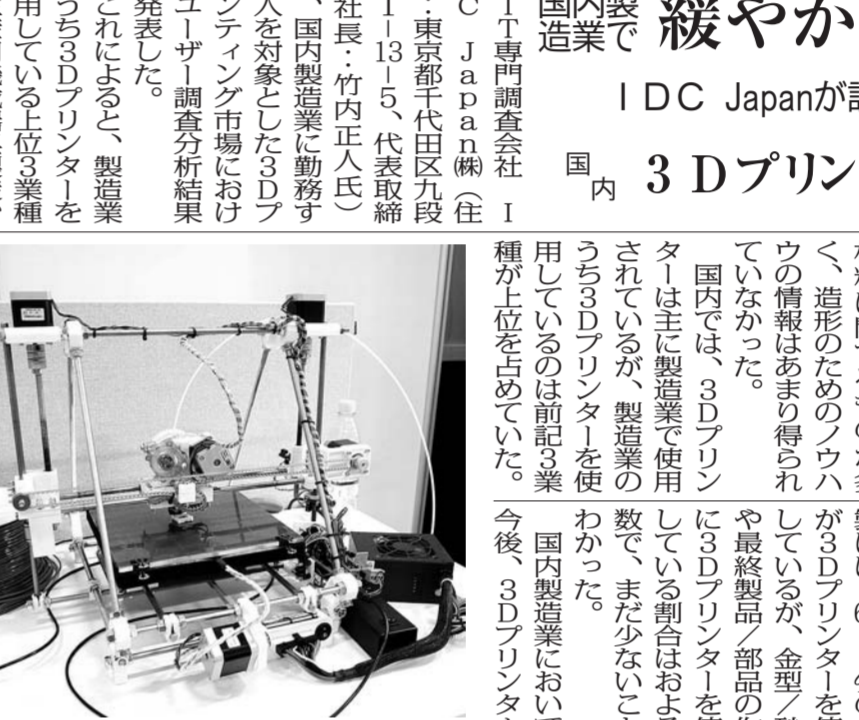 国内製造業で
緩やか
IDC Japanが
国内 3Dプリン
IT専門調査会社 I
C Japan㈱(住
:東京都千代田区九段
1-13-5、代表取締
社長:竹内正人氏)
、国内製造業に勤務す
人を対象とした3Dプ
ンティング市場におけ
ユーザー調査分析結果
発表した。
これによると、製造業
うち3Dプリンターを
用している上位3業種
く、造形のためのノウハ
ウの情報はあまり得られ
ていなかった。
国内では、3Dプリン
ターは主に製造業で使用
されているが、製造業の
うち3Dプリンターを使
用しているのは前記3業
種が上位を占めていた。
が3Dプリンターを
しているが、金型/
や最終製品/部品の
に3Dプリンターを
している割合はおよ
数で、まだ少ないこ
わかった。
国内製造業におい
今後、3Dプリンタ